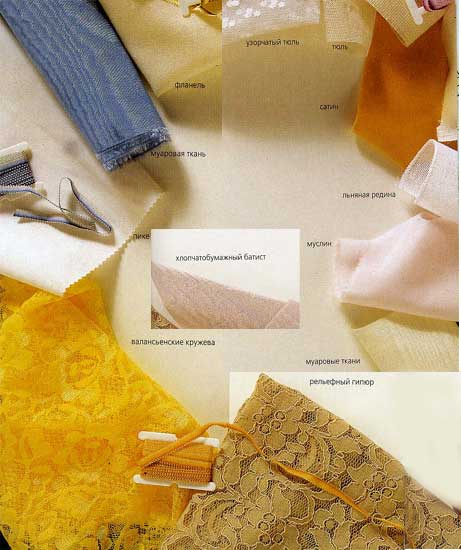 узорчатый тюль
тюль
фланель
сатин
муаровая ткань
льняная редина
пике
муслин
хлопчатобумажный батист
валансьенские кружева
муаровые ткани
рельефный гипюр